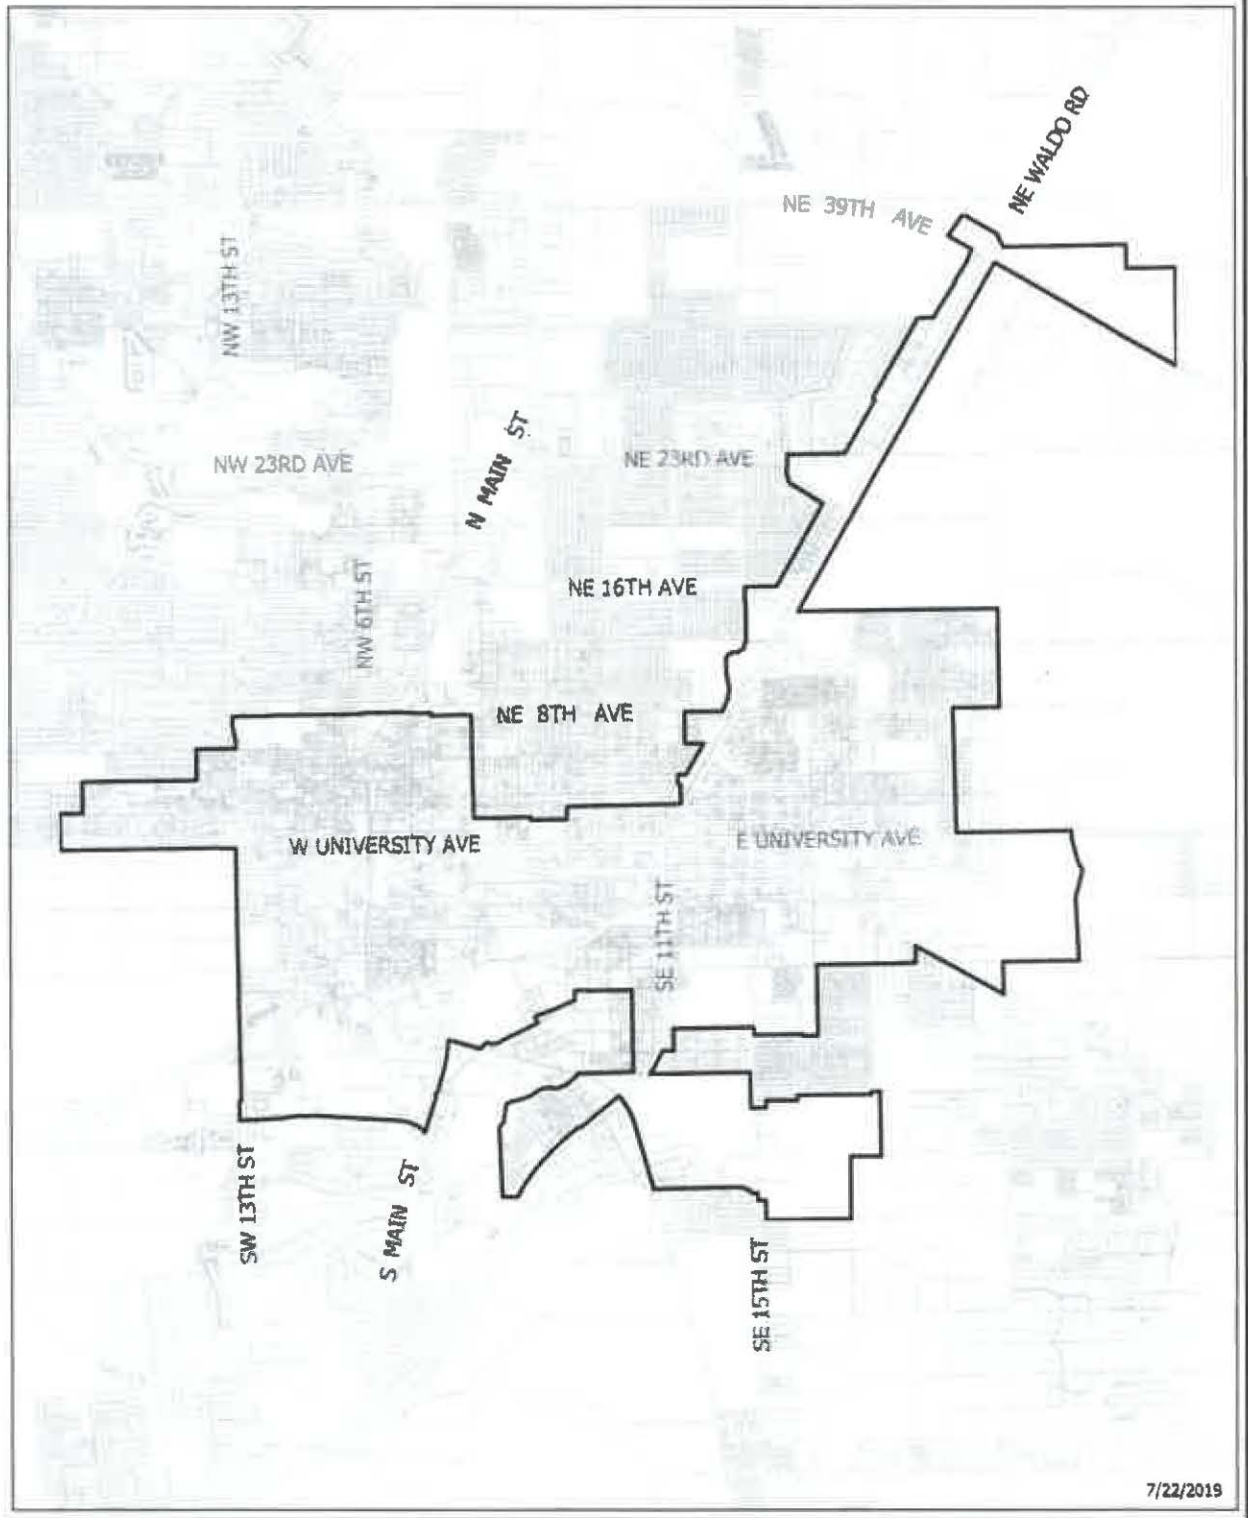 NE WALDO RD
NE 39TH AVE
NW 13TH ST
N MAIN ST
NW 23RD AVE
NE 23RD AVE
NW 6TH ST
NE 16TH AVE
NE 8TH AVE
W UNIVERSITY AVE
E UNIVERSITY AVE
SE 11TH ST
SW 13TH ST
S MAIN ST
SE 15TH ST
7/22/2019